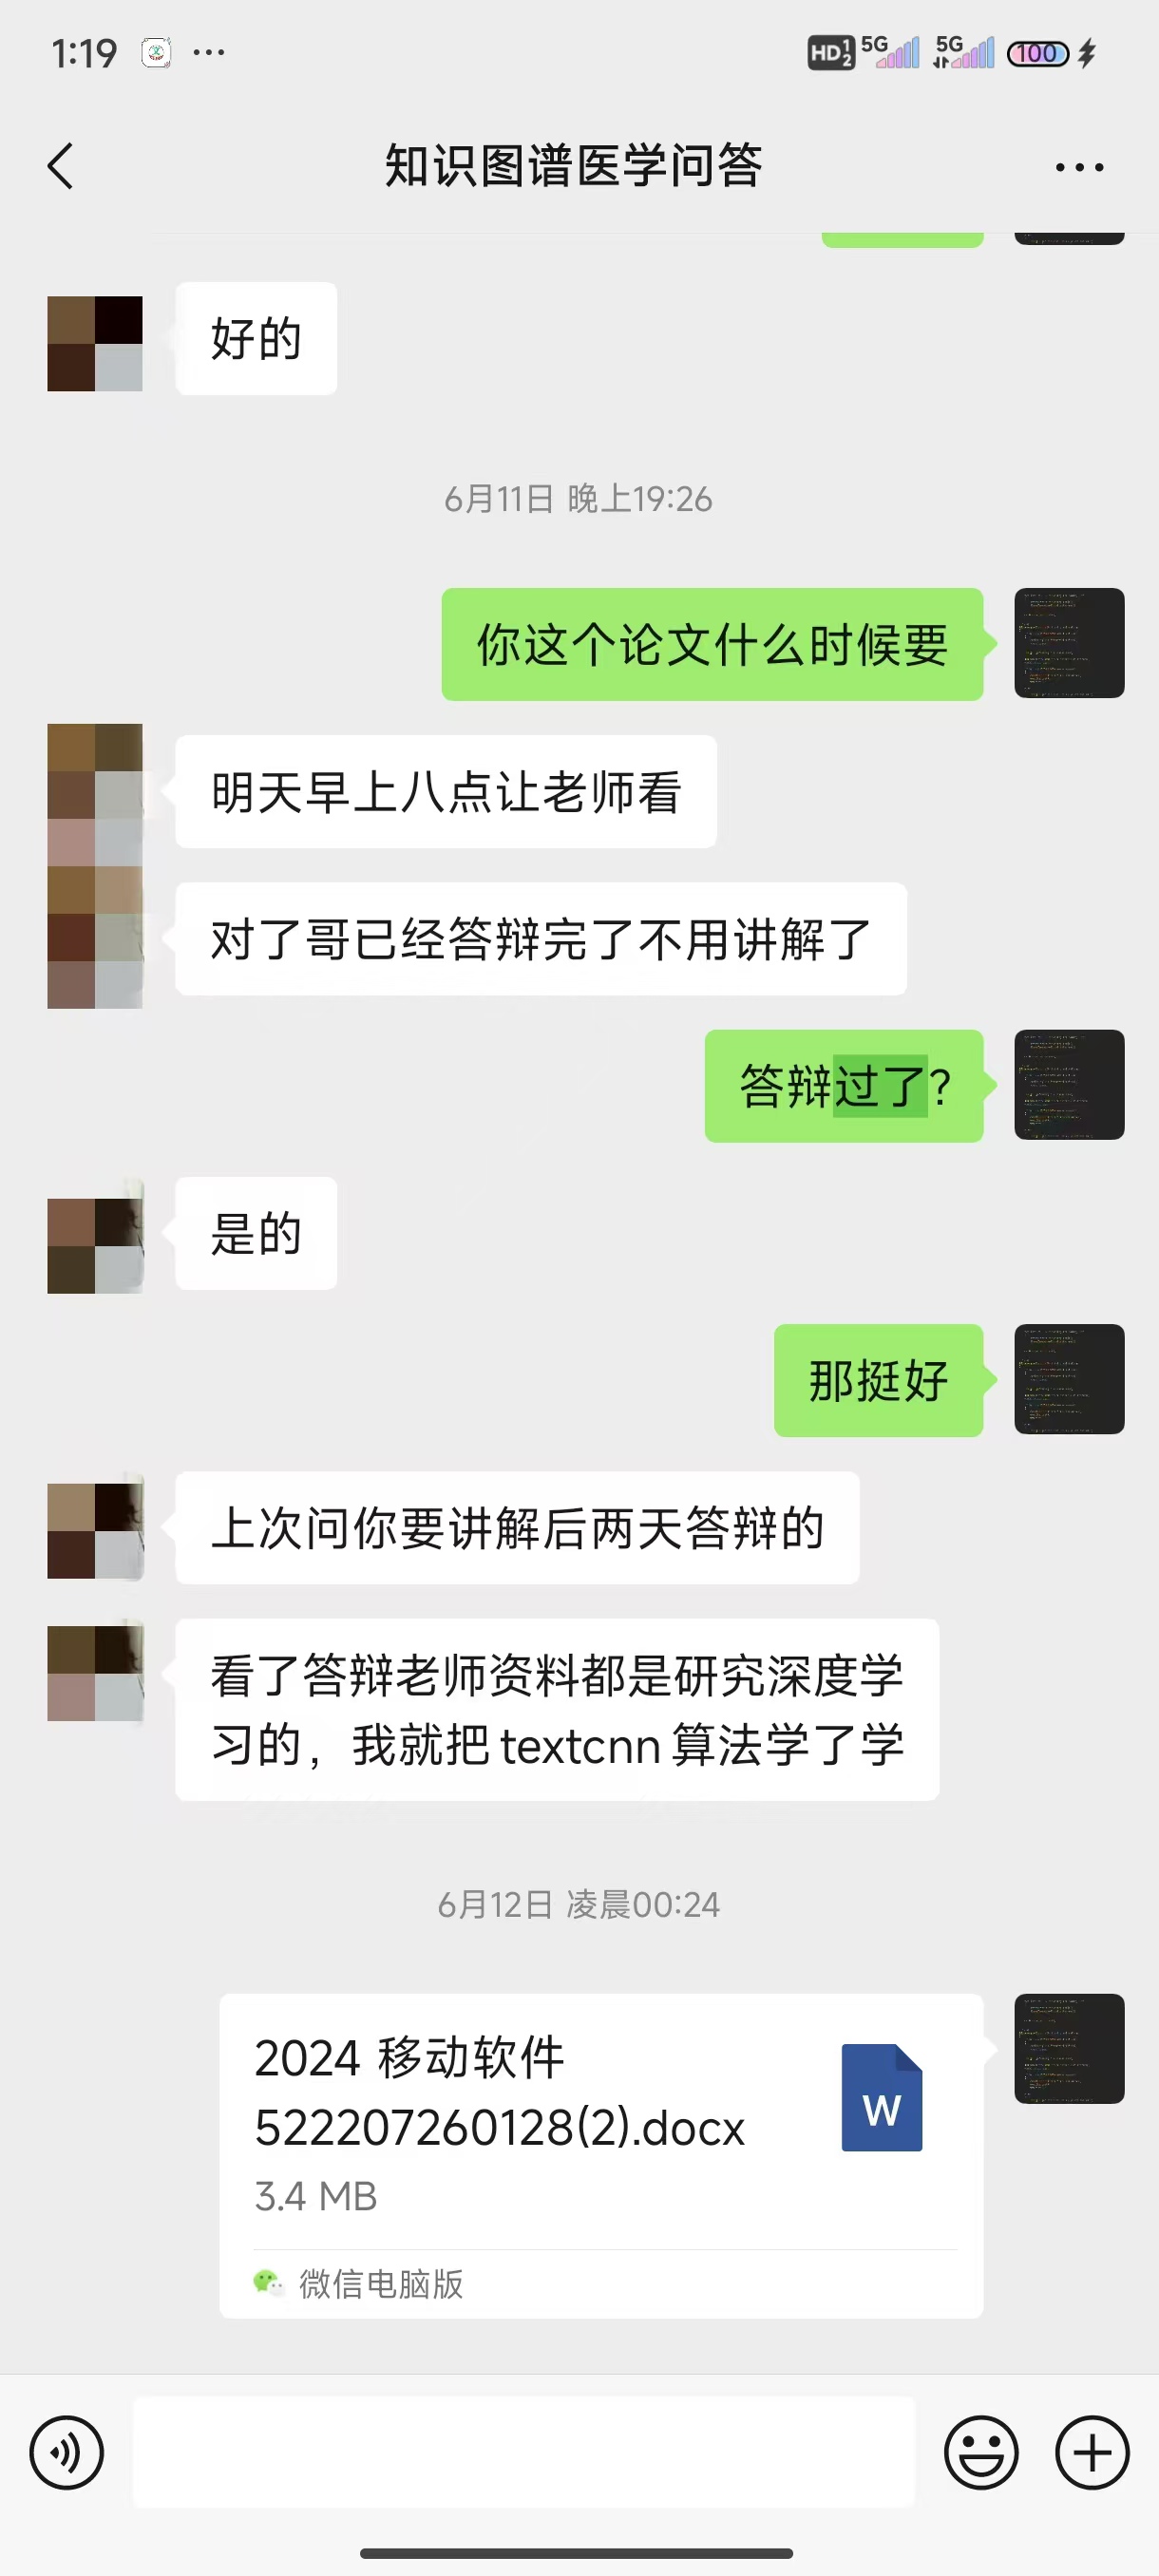 1:19
HD 1 2 5G 5G 100
知识图谱医学问答
好的
6月11日 晚上19:26
你这个论文什么时候要
明天早上八点让老师看
对了哥已经答辩完了不用讲解了
答辩过了?
是的
那挺好
上次问你要讲解后两天答辩的
看了答辩老师资料都是研究深度学
习的，我就把 textcnn 算法学了学
6月12日 凌晨00:24
2024 移动软件
522207260128(2).docx
W
3.4 MB
微信电脑版